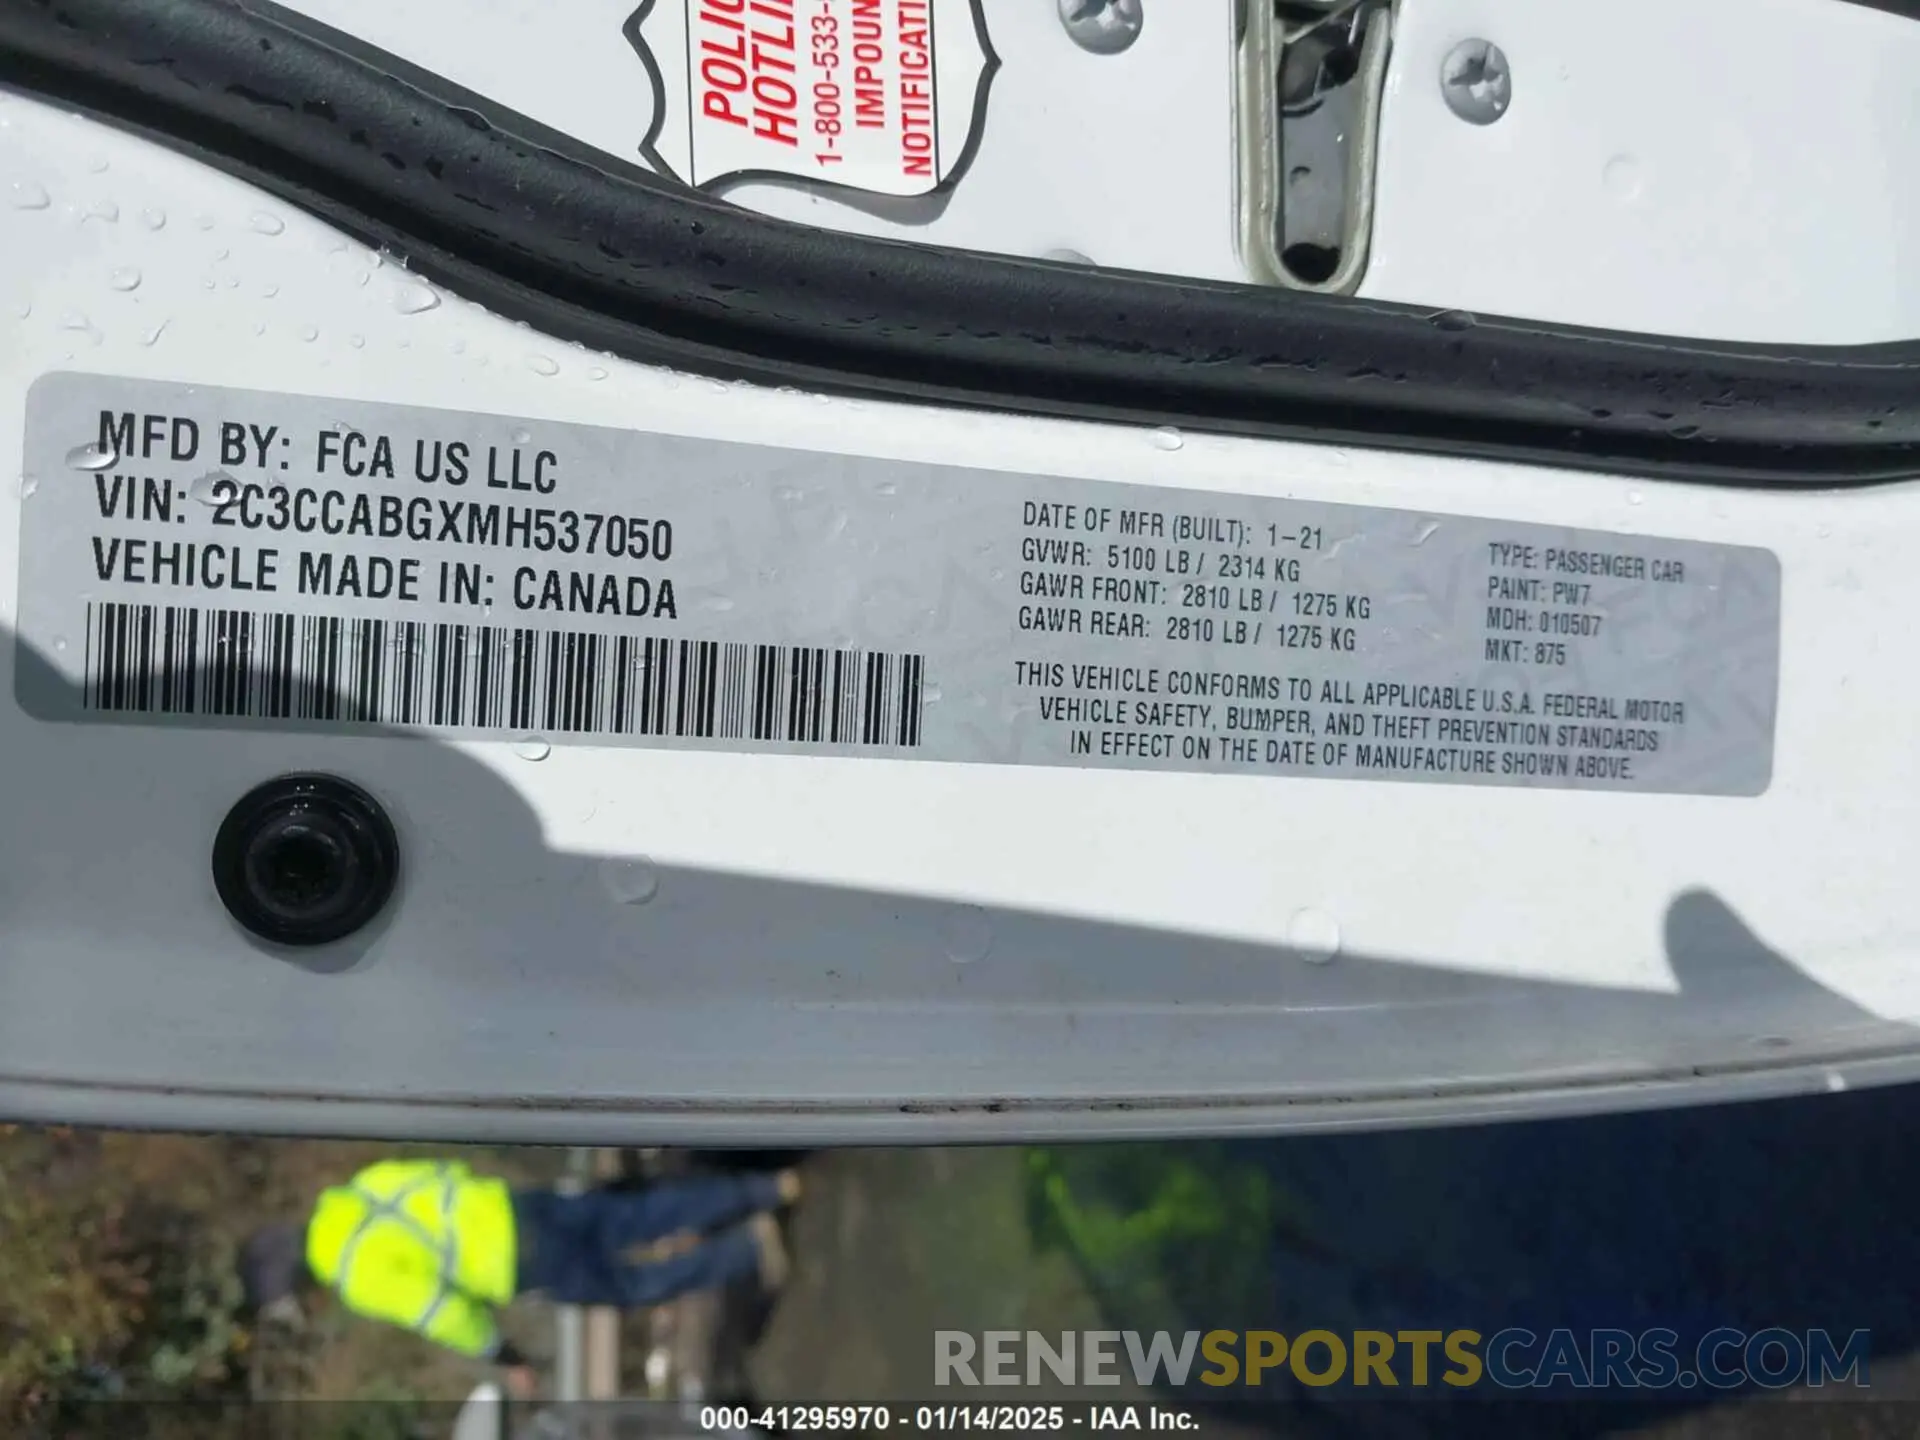 HOTLI
1-800-533-
IMPOUN
NOTIFICATI
MFD BY: FCA US LLC
VIN: 2C3CCABGXMH537050
VEHICLE MADE IN: CANADA
DATE OF MFR (BUILT): 1-21
GVWR: 5100 LB / 2314 KG
GAWR FRONT: 2810 LB / 1275 KG
GAWR REAR: 2810 LB / 1275 KG
TYPE: PASSENGER CAR
PAINT: PW7
MDH: 010507
MKT: 875
THIS VEHICLE CONFORMS TO ALL APPLICABLE U.S.A. FEDERAL MOTOR
VEHICLE SAFETY, BUMPER, AND THEFT PREVENTION STANDARDS
IN EFFECT ON THE DATE OF MANUFACTURE SHOWN ABOVE.
RENEWSPORTSCARS.COM
000-41295970 - 01/14/2025 - IAA Inc.